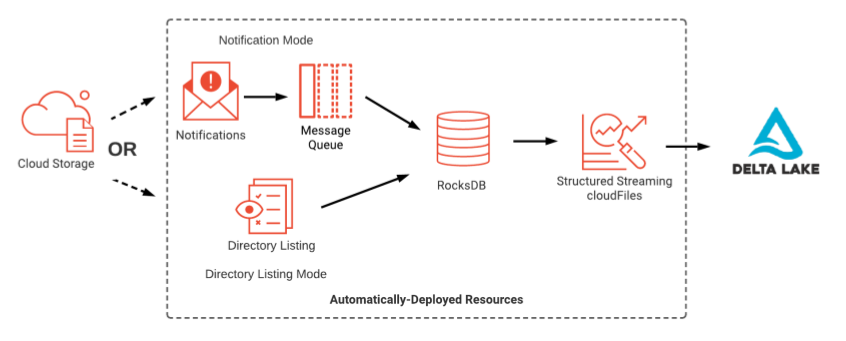 Notification Mode
Cloud Storage
OR
Notifications
Message
Queue
Directory Listing
Directory Listing Mode
RocksDB
Structured Streaming
cloudFiles
DELTA LAKE
Automatically-Deployed Resources